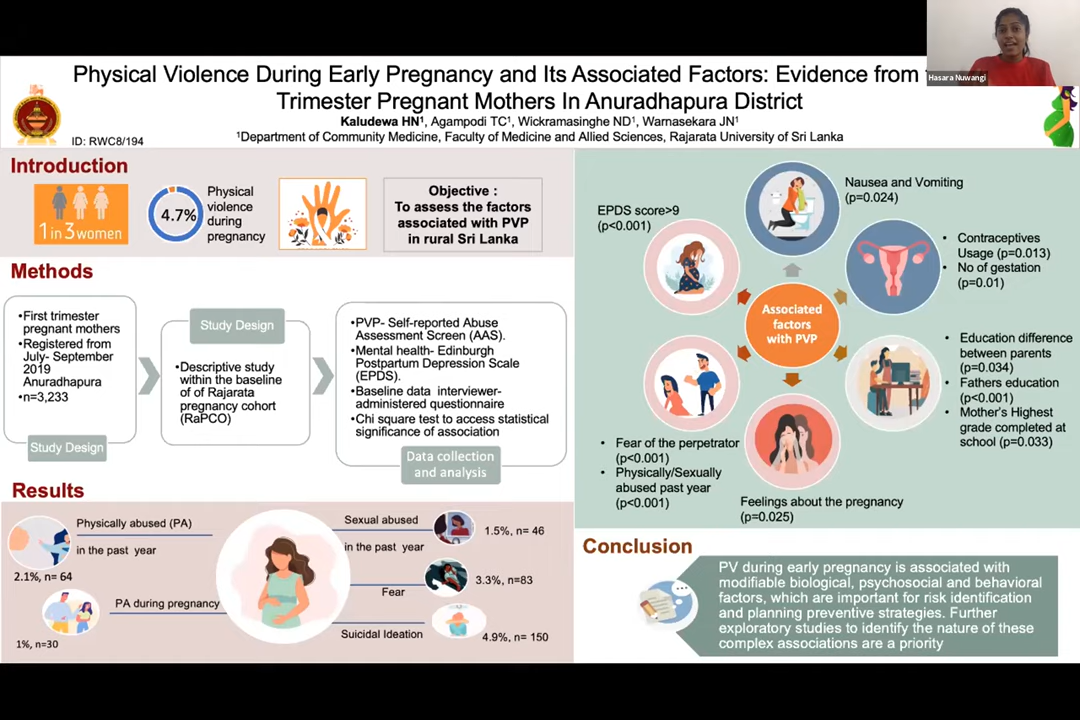 Hasara Nuwangi
Physical Violence During Early Pregnancy and Its Associated Factors: Evidence from
Trimester Pregnant Mothers In Anuradhapura District
Kaludewa HN¹, Agampodi TC¹, Wickramasinghe ND¹, Warnasekara JN¹
¹Department of Community Medicine, Faculty of Medicine and Allied Sciences, Rajarata University of Sri Lanka
ID: RWC8/194
Introduction
1 in 3 women
4.7%
Physical
violence
during
pregnancy
Objective :
To assess the factors
associated with PVP
in rural Sri Lanka
Methods
•First trimester
pregnant mothers
•Registered from
July- September
2019
Anuradhapura
•n=3,233
Study Design
Study Design
•Descriptive study
within the baseline
of of Rajarata
pregnancy cohort
(RaPCO)
•PVP- Self-reported Abuse
Assessment Screen (AAS).
•Mental health- Edinburgh
Postpartum Depression Scale
(EPDS).
•Baseline data interviewer-
administered questionnaire
•Chi square test to access statistical
significance of association
Data collection
and analysis
Results
Physically abused (PA)
in the past year
2.1%, n= 64
PA during pregnancy
1%, n=30
Sexual abused
in the past year
1.5%, n= 46
Fear
3.3%, n=83
Suicidal Ideation
4.9%, n= 150
Associated
factors
with PVP
EPDS score>9
(p<0.001)
Nausea and Vomiting
(p=0.024)
• Contraceptives
Usage (p=0.013)
• No of gestation
(p=0.01)
• Education difference
between parents
(p=0.034)
• Fathers education
(p<0.001)
• Mother's Highest
grade completed at
school (p=0.033)
Feelings about the pregnancy
(p=0.025)
• Fear of the perpetrator
(p<0.001)
• Physically/Sexually
abused past year
(p<0.001)
Conclusion
PV during early pregnancy is associated with
modifiable biological, psychosocial and behavioral
factors, which are important for risk identification
and planning preventive strategies. Further
exploratory studies to identify the nature of these
complex associations are a priority